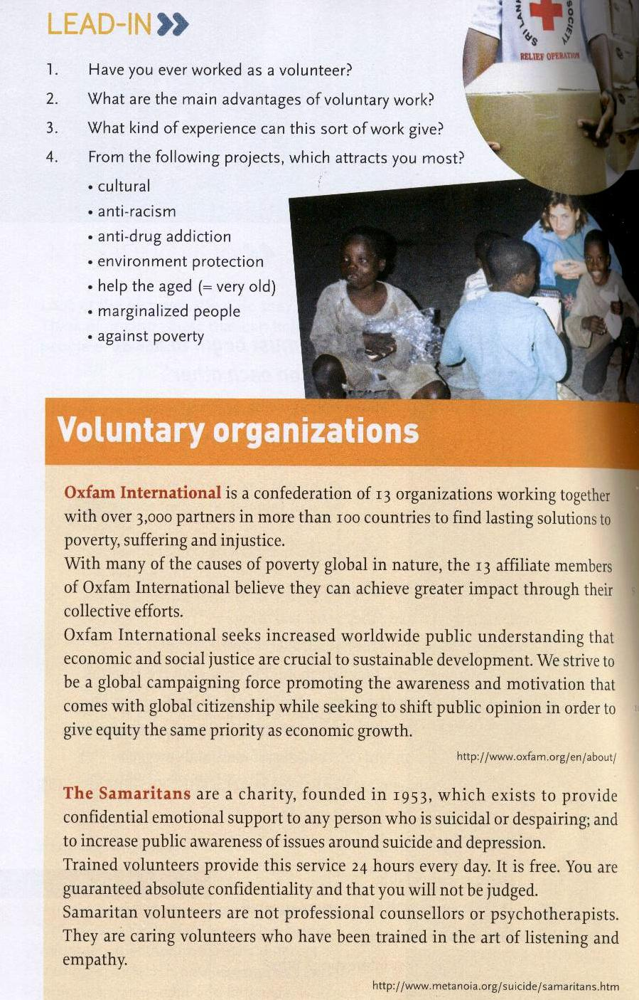 LEAD-IN
SRI LANKA
SOCIETY
RELIEF OPERATION
1. Have you ever worked as a volunteer?
2. What are the main advantages of voluntary work?
3. What kind of experience can this sort of work give?
4. From the following projects, which attracts you most?
• cultural
• anti-racism
• anti-drug addiction
• environment protection
• help the aged (= very old)
• marginalized people
• against poverty
Voluntary organizations
Oxfam International is a confederation of 13 organizations working together
with over 3,000 partners in more than 100 countries to find lasting solutions to
poverty, suffering and injustice.
With many of the causes of poverty global in nature, the 13 affiliate members
of Oxfam International believe they can achieve greater impact through their
collective efforts.
Oxfam International seeks increased worldwide public understanding that
economic and social justice are crucial to sustainable development. We strive to
be a global campaigning force promoting the awareness and motivation that
comes with global citizenship while seeking to shift public opinion in order to
give equity the same priority as economic growth.
http://www.oxfam.org/en/about/
The Samaritans are a charity, founded in 1953, which exists to provide
confidential emotional support to any person who is suicidal or despairing; and
to increase public awareness of issues around suicide and depression.
Trained volunteers provide this service 24 hours every day. It is free. You are
guaranteed absolute confidentiality and that you will not be judged.
Samaritan volunteers are not professional counsellors or psychotherapists.
They are caring volunteers who have been trained in the art of listening and
empathy.
http://www.metanoia.org/suicide/samaritans.htm